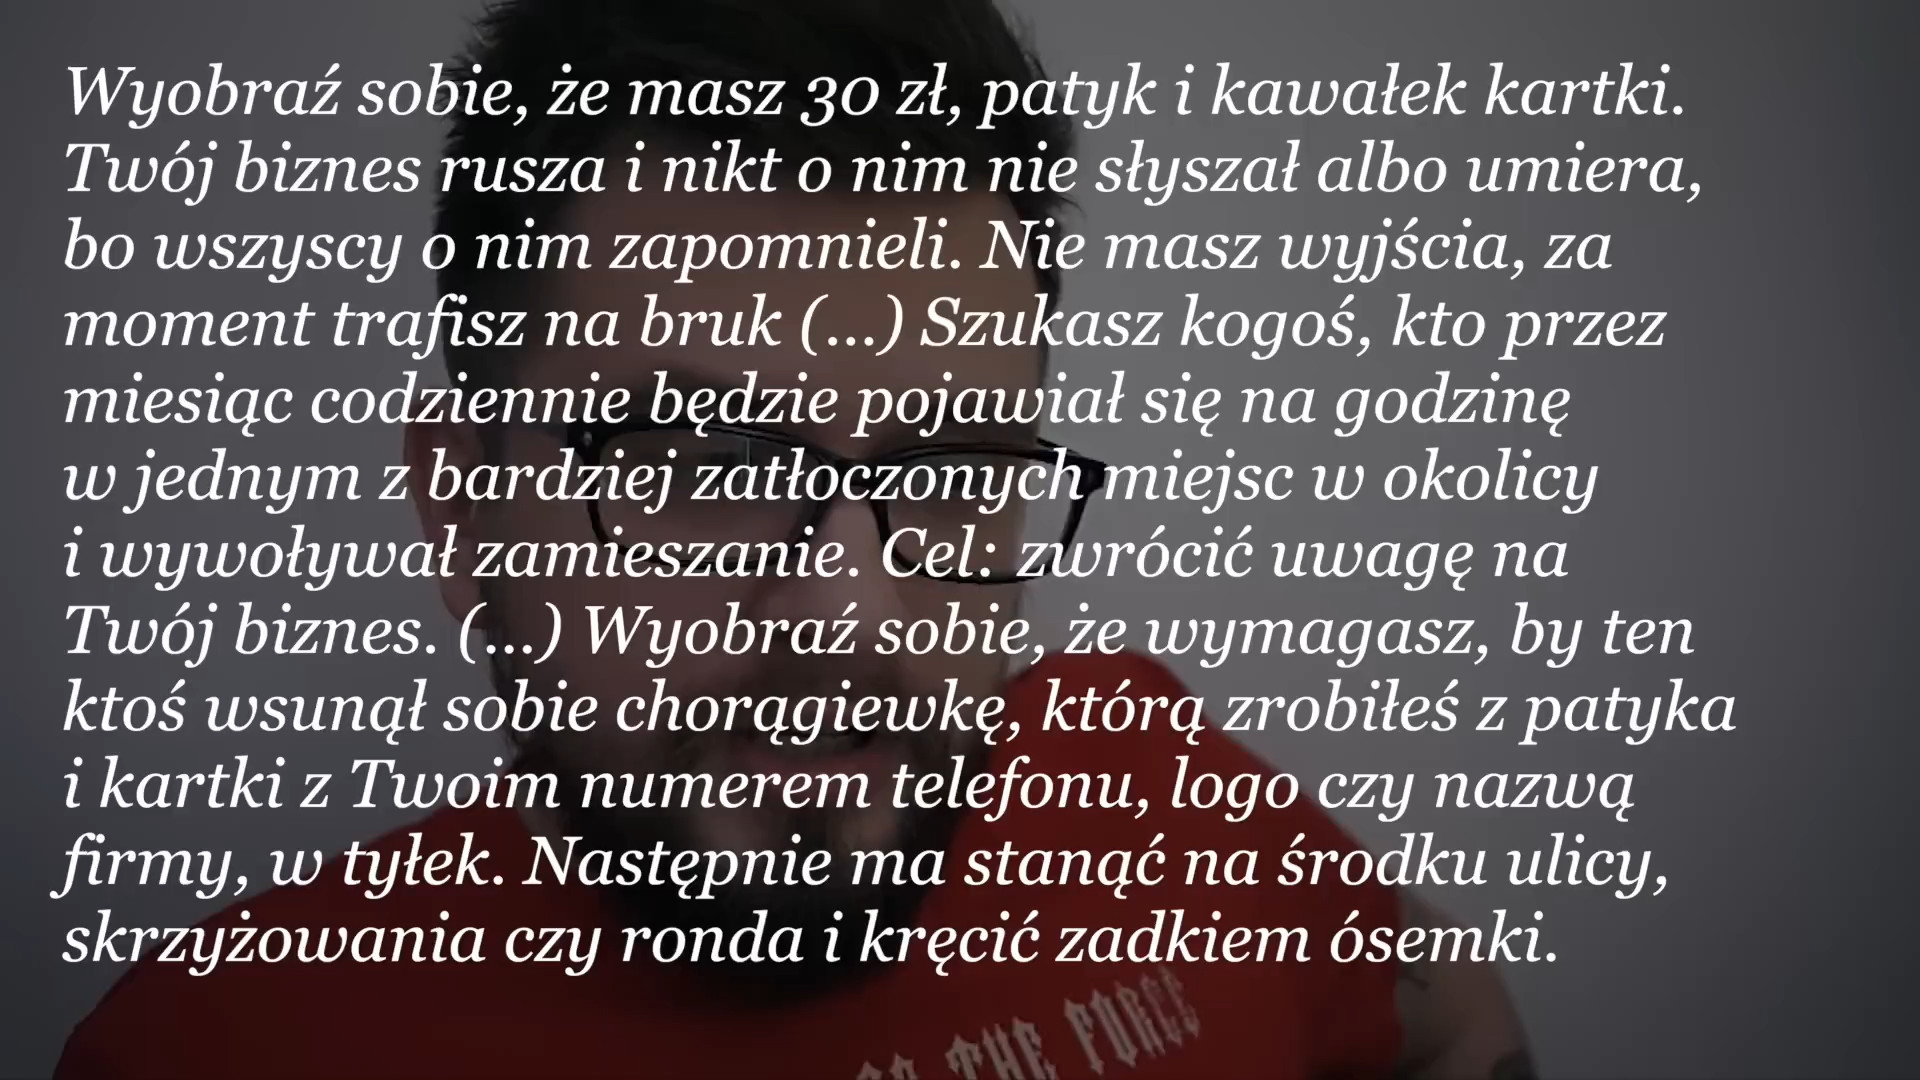 Wyobraź sobie, że masz 30 zł, patyk i kawałek kartki.
Twój biznes rusza i nikt o nim nie słyszał albo umiera,
bo wszyscy o nim zapomnieli. Nie masz wyjścia, za
moment trafisz na bruk (...) Szukasz kogoś, kto przez
miesiąc codziennie będzie pojawiał się na godzinę
w jednym z bardziej zatłoczonych miejsc w okolicy
i wywoływał zamieszanie. Cel: zwrócić uwagę na
Twój biznes. (...) Wyobraź sobie, że wymagasz, by ten
ktoś wsunął sobie chorągiewkę, którą zrobiłeś z patyka
i kartki z Twoim numerem telefonu, logo czy nazwą
firmy, w tyłek. Następnie ma stanąć na środku ulicy,
skrzyżowania czy ronda i kręcić zadkiem ósemki.
THE FORCE